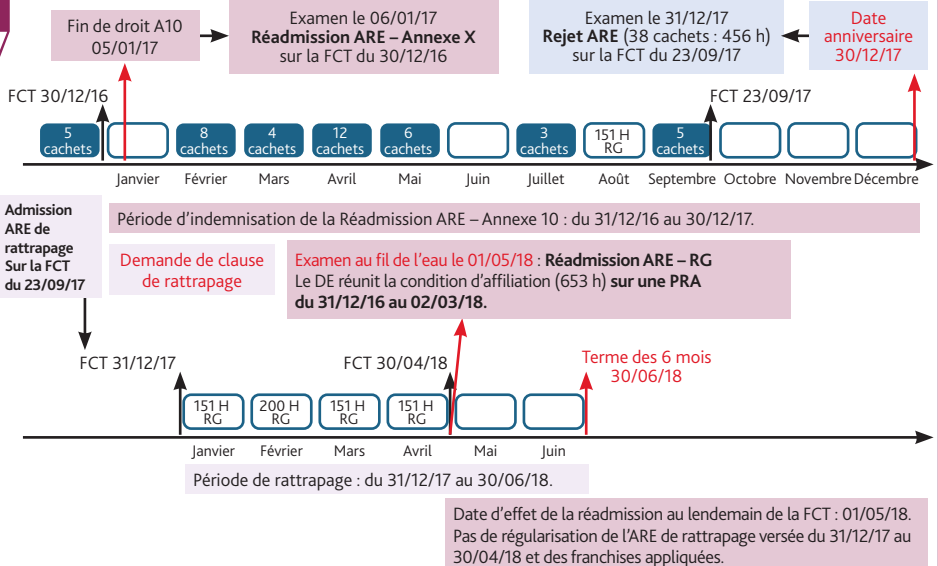 Fin de droit A10
05/01/17
Examen le 06/01/17
Réadmission ARE – Annexe X
sur la FCT du 30/12/16
Examen le 31/12/17
Rejet ARE (38 cachets : 456 h)
sur la FCT du 23/09/17
Date
anniversaire
30/12/17
FCT 30/12/16
FCT 23/09/17
5
cachets
8
cachets
4
cachets
12
cachets
6
cachets
3
cachets
151 H
RG
5
cachets
Janvier
Février
Mars
Avril
Mai
Juin
Juillet
Août
Septembre
Octobre
Novembre
Décembre
Admission
ARE de
rattrapage
Sur la FCT
du 23/09/17
Période d’indemnisation de la Réadmission ARE – Annexe 10 : du 31/12/16 au 30/12/17.
Demande de clause
de rattrapage
Examen au fil de l’eau le 01/05/18 : Réadmission ARE – RG
Le DE réunit la condition d’affiliation (653 h) sur une PRA
du 31/12/16 au 02/03/18.
FCT 31/12/17
FCT 30/04/18
Terme des 6 mois
30/06/18
151 H
RG
200 H
RG
151 H
RG
151 H
RG
Janvier
Février
Mars
Avril
Mai
Juin
Période de rattrapage : du 31/12/17 au 30/06/18.
Date d’effet de la réadmission au lendemain de la FCT : 01/05/18.
Pas de régularisation de l’ARE de rattrapage versée du 31/12/17 au
30/04/18 et des franchises appliquées.